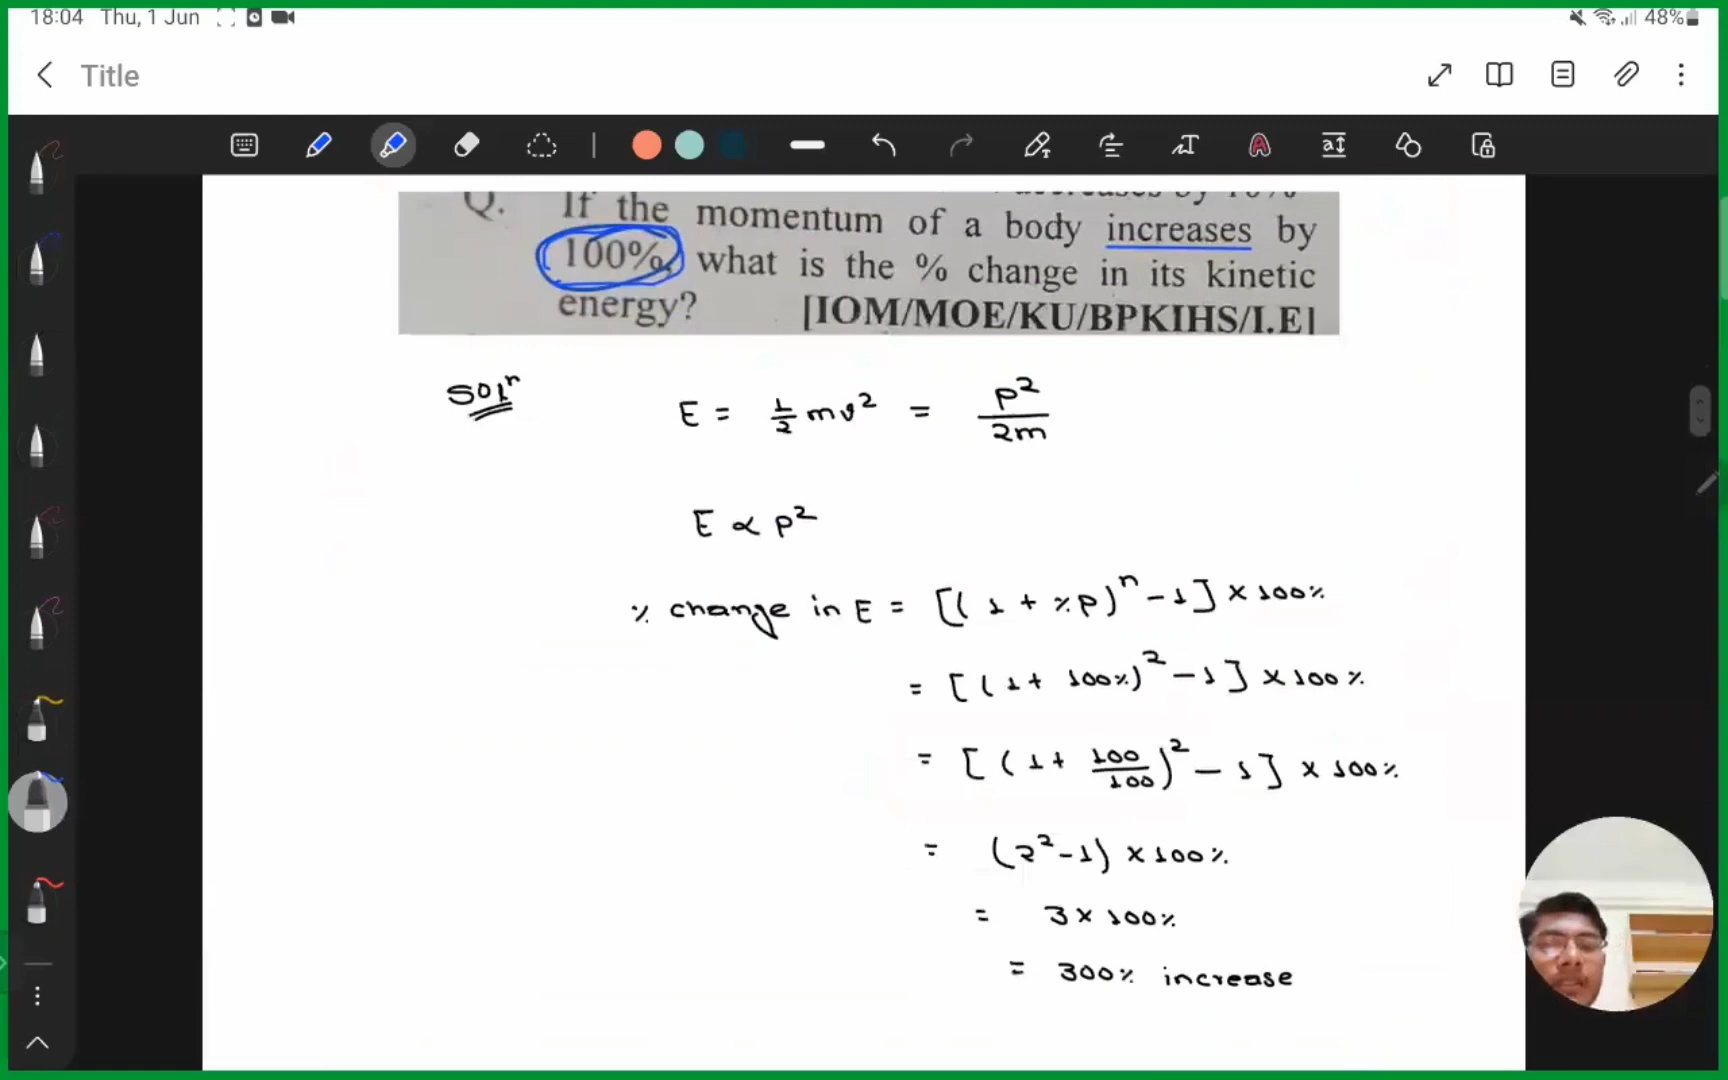 18:04 Thu, 1 Jun
48%
Title
Q. If the momentum of a body increases by
100%, what is the % change in its kinetic
energy? [IOM/MOE/KU/BPKIHS/I.E]
Solⁿ
E = ½ mv² = p²/2m
E ∝ p²
% change in E = [(1 + %p)ⁿ - 1] × 100%
= [(1 + 100%)² - 1] × 100%
= [(1 + 100/100)² - 1] × 100%
= (2² - 1) × 100%
= 3 × 100%
= 300% increase